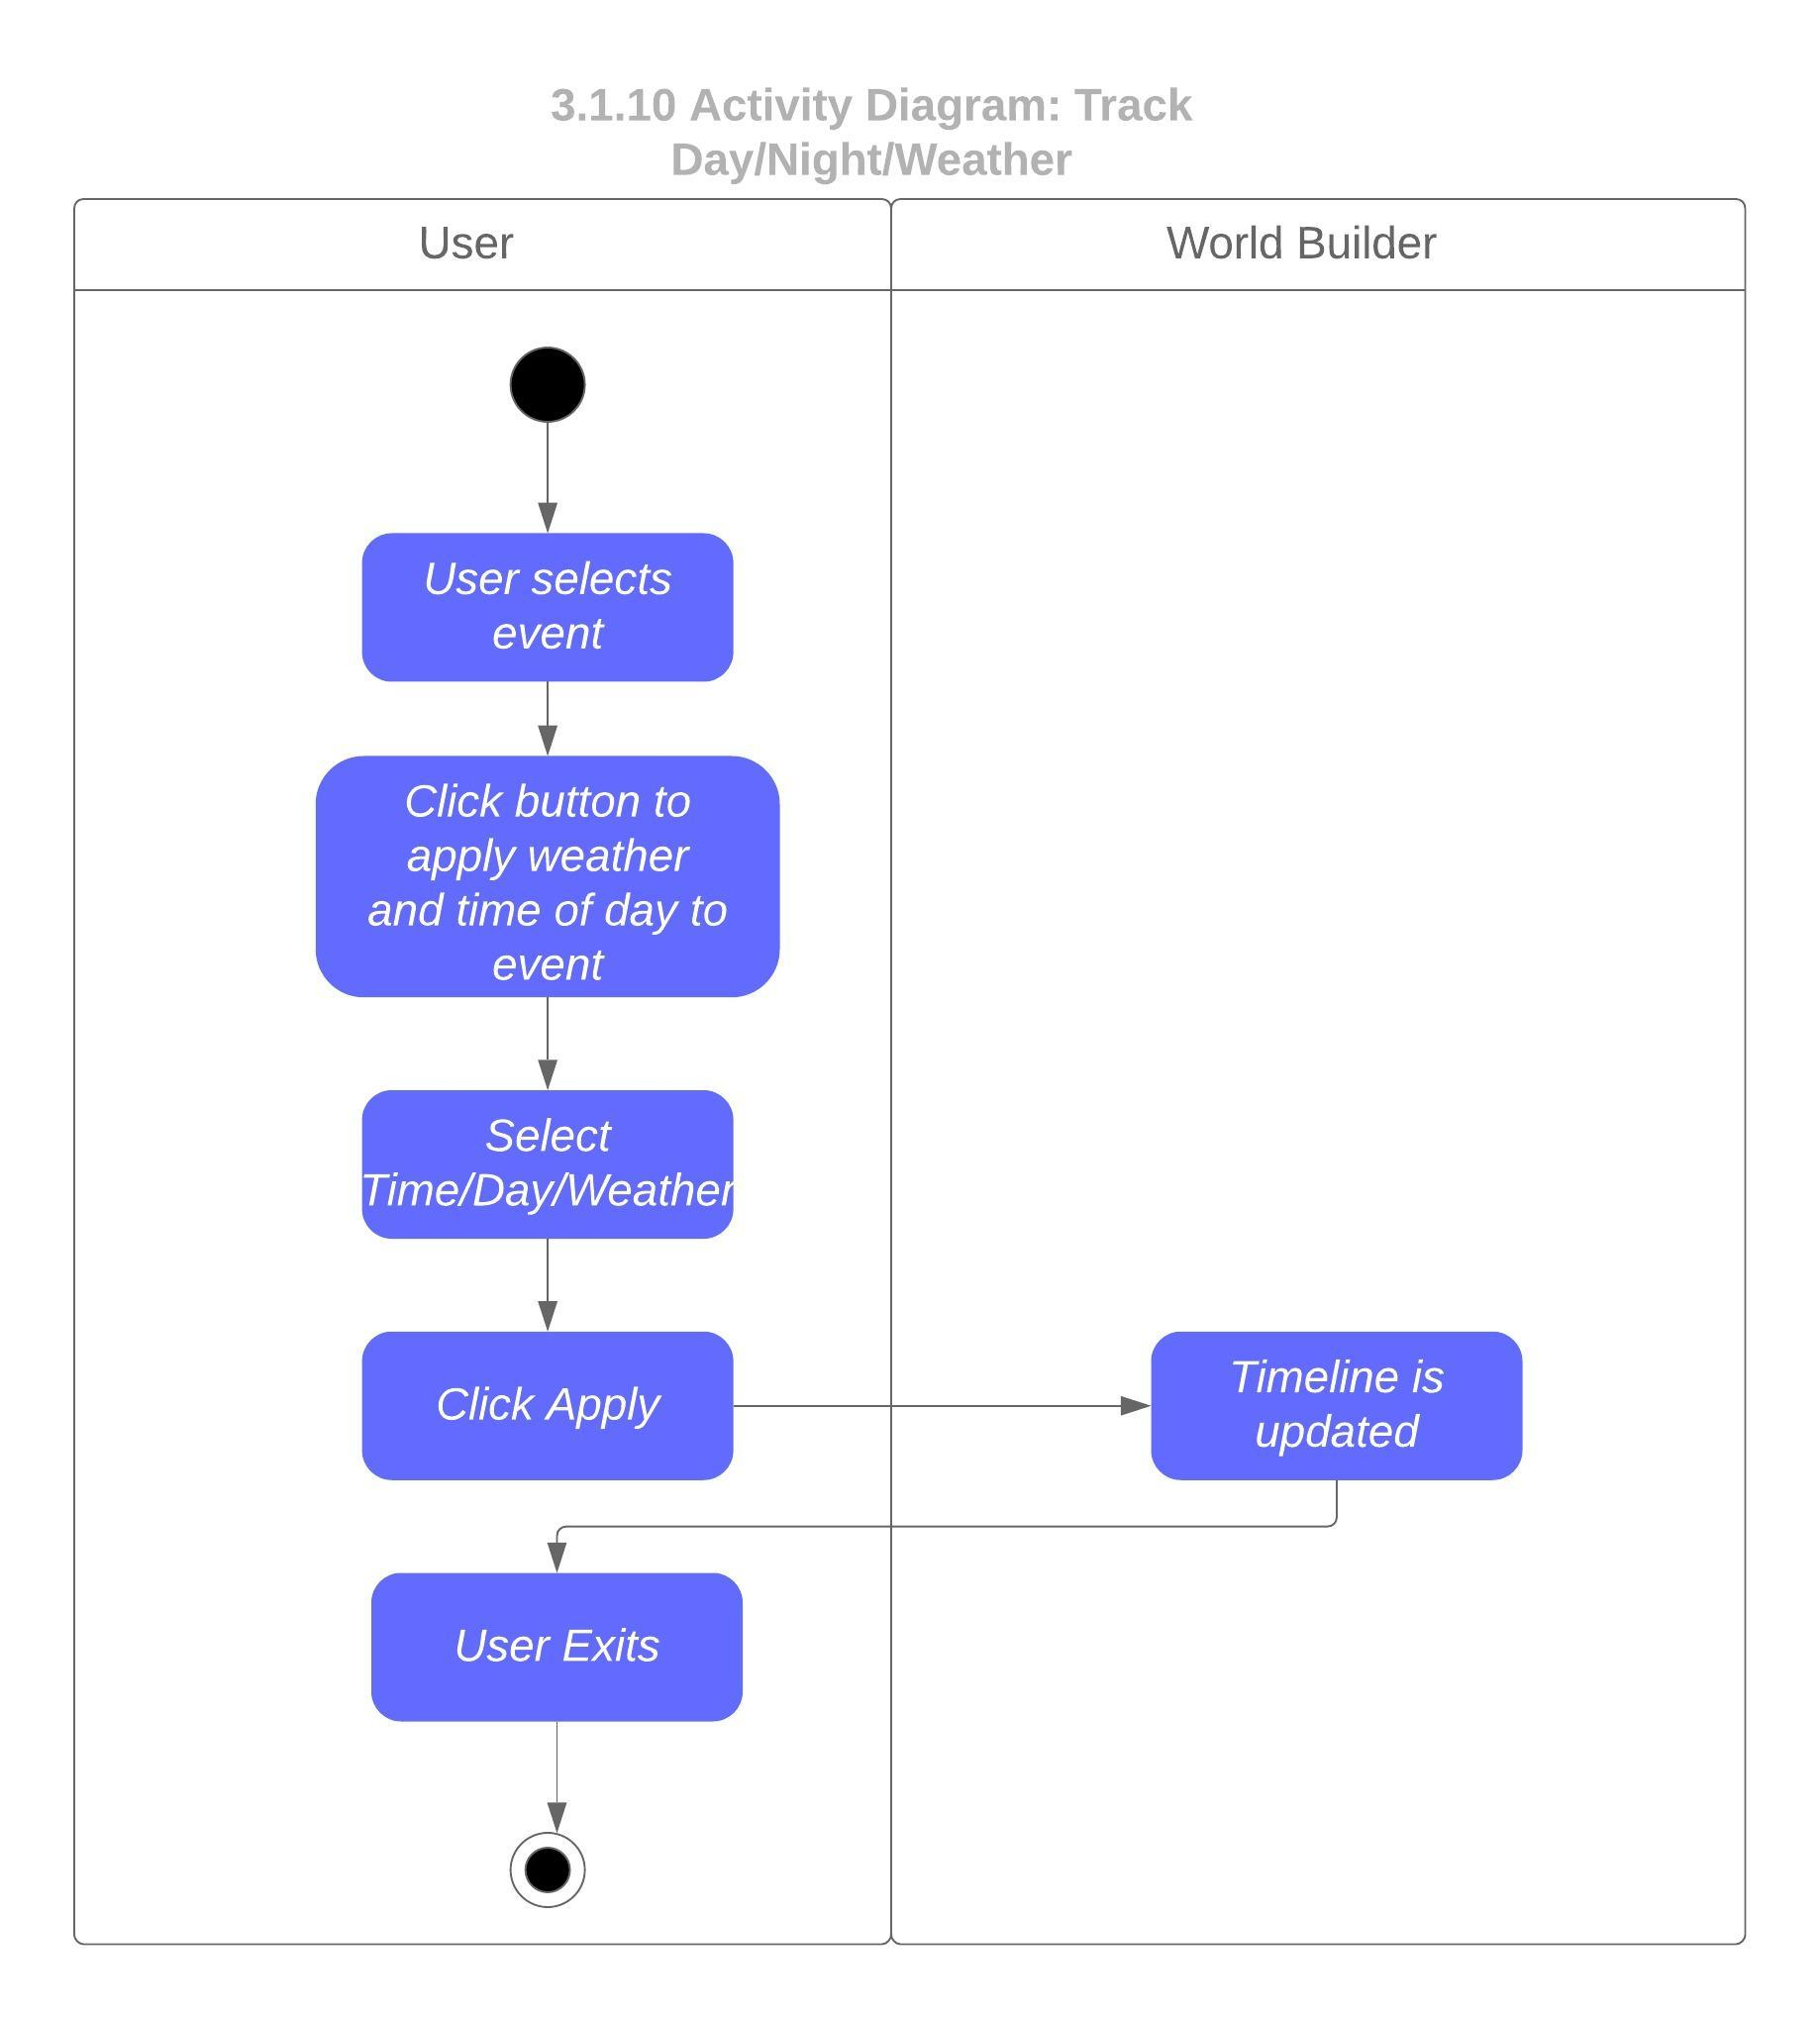 3.1.10 Activity Diagram: Track
Day/Night/Weather
User
World Builder
User selects
event
Click button to
apply weather
and time of day to
event
Select
Time/Day/Weather
Click Apply
Timeline is
updated
User Exits